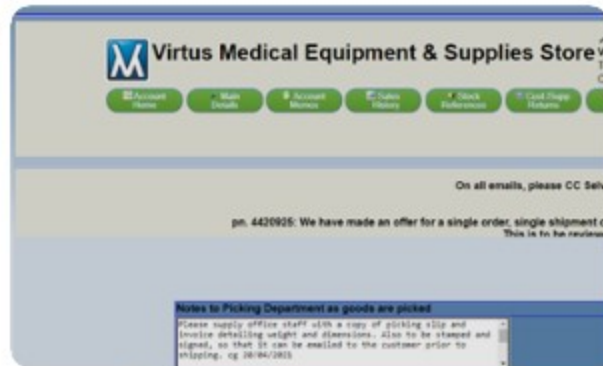 Virtus Medical Equipment & Supplies Store
Account Home
Main Details
Account Memos
Sales History
Stock References
Cust/Supp Returns
On all emails, please CC Selv
pn. 4420925: We have made an offer for a single order, single shipment
This is to be review
Notes to Picking Department as goods are picked
Please supply office staff with a copy of picking slip and
invoice detailing weight and dimensions. Also to be stamped and
signed, so that it can be emailed to the customer prior to
shipping. cg 20/04/2021